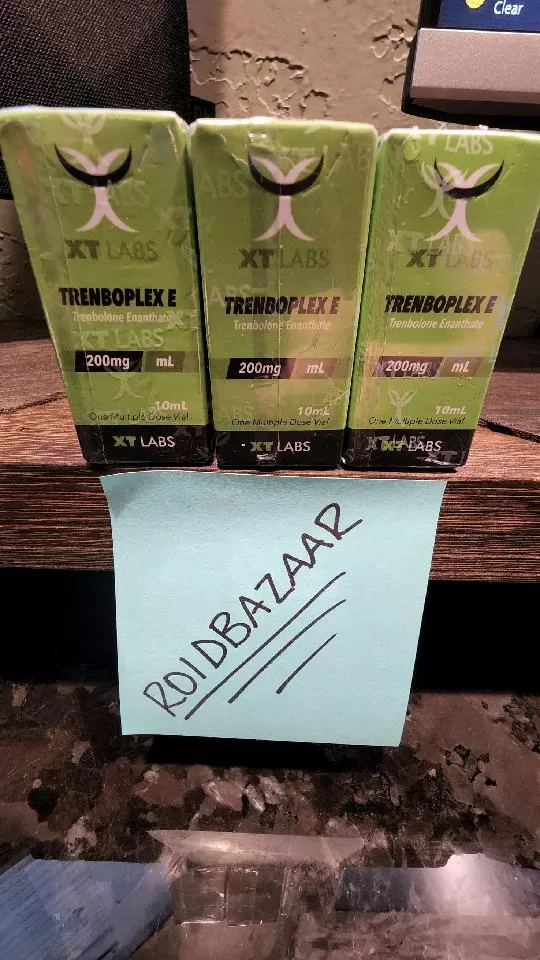 Clear
XT LABS
TRENBOPLEX E
Trenbolone Enanthate
200mg mL
10mL
One Multiple Dose Vial
XT LABS
XT LABS
TRENBOPLEX E
Trenbolone Enanthate
200mg mL
10mL
One Multiple Dose Vial
XT LABS
XT LABS
TRENBOPLEX E
Trenbolone Enanthate
200mg mL
10mL
One Multiple Dose Vial
XT LABS
ROIDBAZAAR